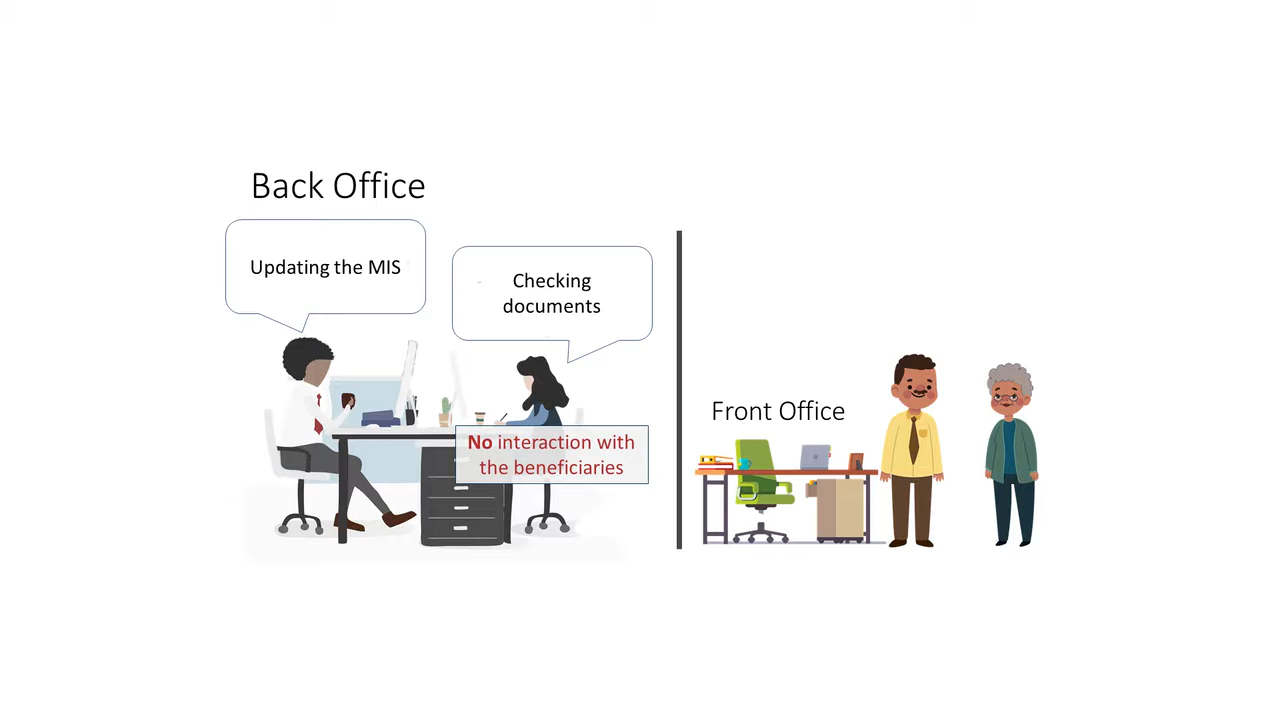 Back Office
Updating the MIS
Checking
documents
No interaction with
the beneficiaries
Front Office